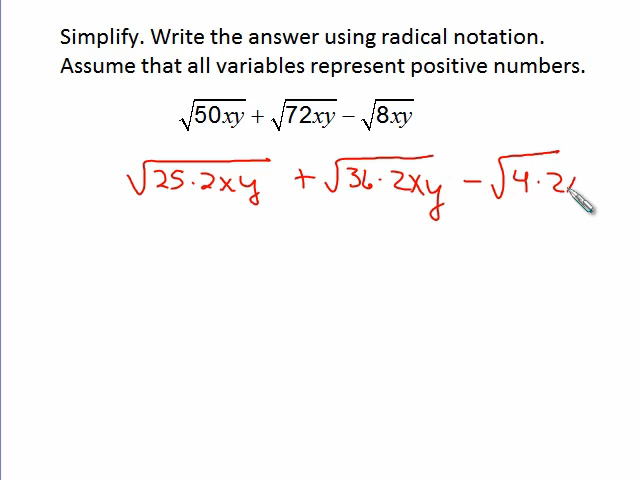 Simplify. Write the answer using radical notation.
Assume that all variables represent positive numbers.
√50xy + √72xy − √8xy
√25·2xy + √36·2xy − √4·2